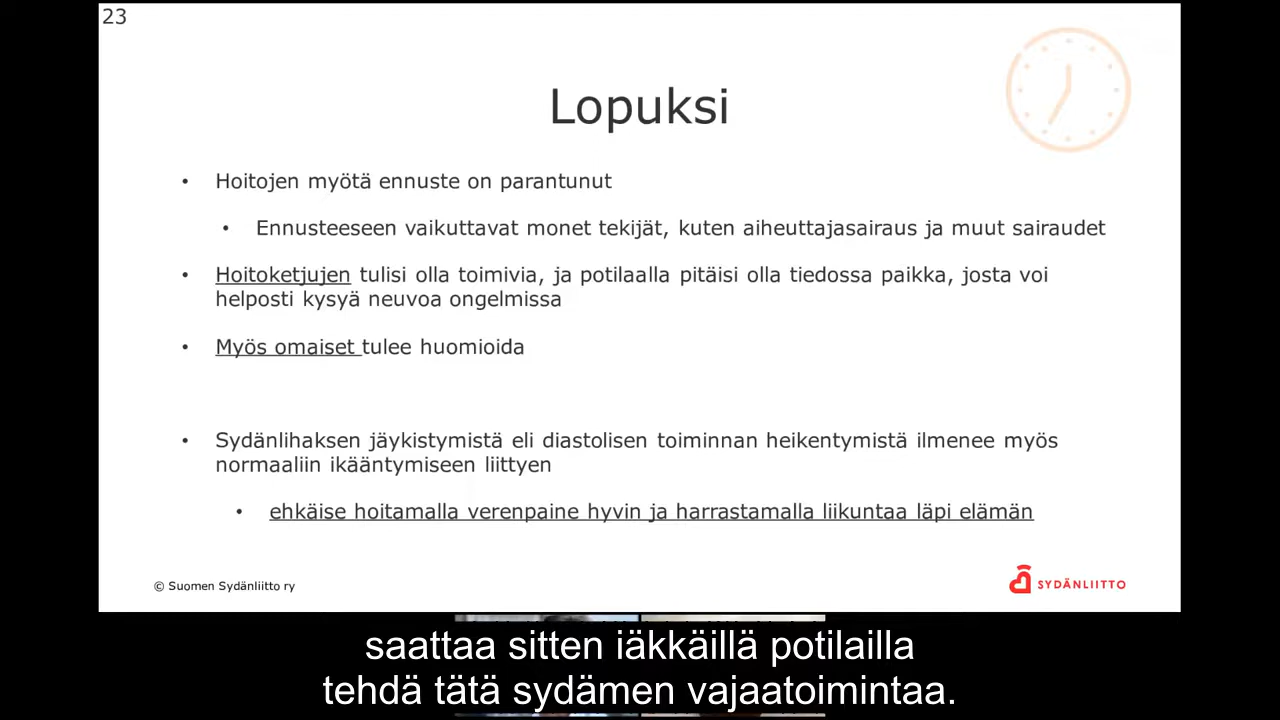 23
Lopuksi
• Hoitojen myötä ennuste on parantunut
• Ennusteeseen vaikuttavat monet tekijät, kuten aiheuttajasairaus ja muut sairaudet
• Hoitoketjujen tulisi olla toimivia, ja potilaalla pitäisi olla tiedossa paikka, josta voi
helposti kysyä neuvoa ongelmissa
• Myös omaiset tulee huomioida
• Sydänlihaksen jäykistymistä eli diastolisen toiminnan heikentymistä ilmenee myös
normaaliin ikääntymiseen liittyen
• ehkäise hoitamalla verenpaine hyvin ja harrastamalla liikuntaa läpi elämän
© Suomen Sydänliitto ry
SYDÄNLIITTO
saattaa sitten iäkkäillä potilailla
tehdä tätä sydämen vajaatoimintaa.